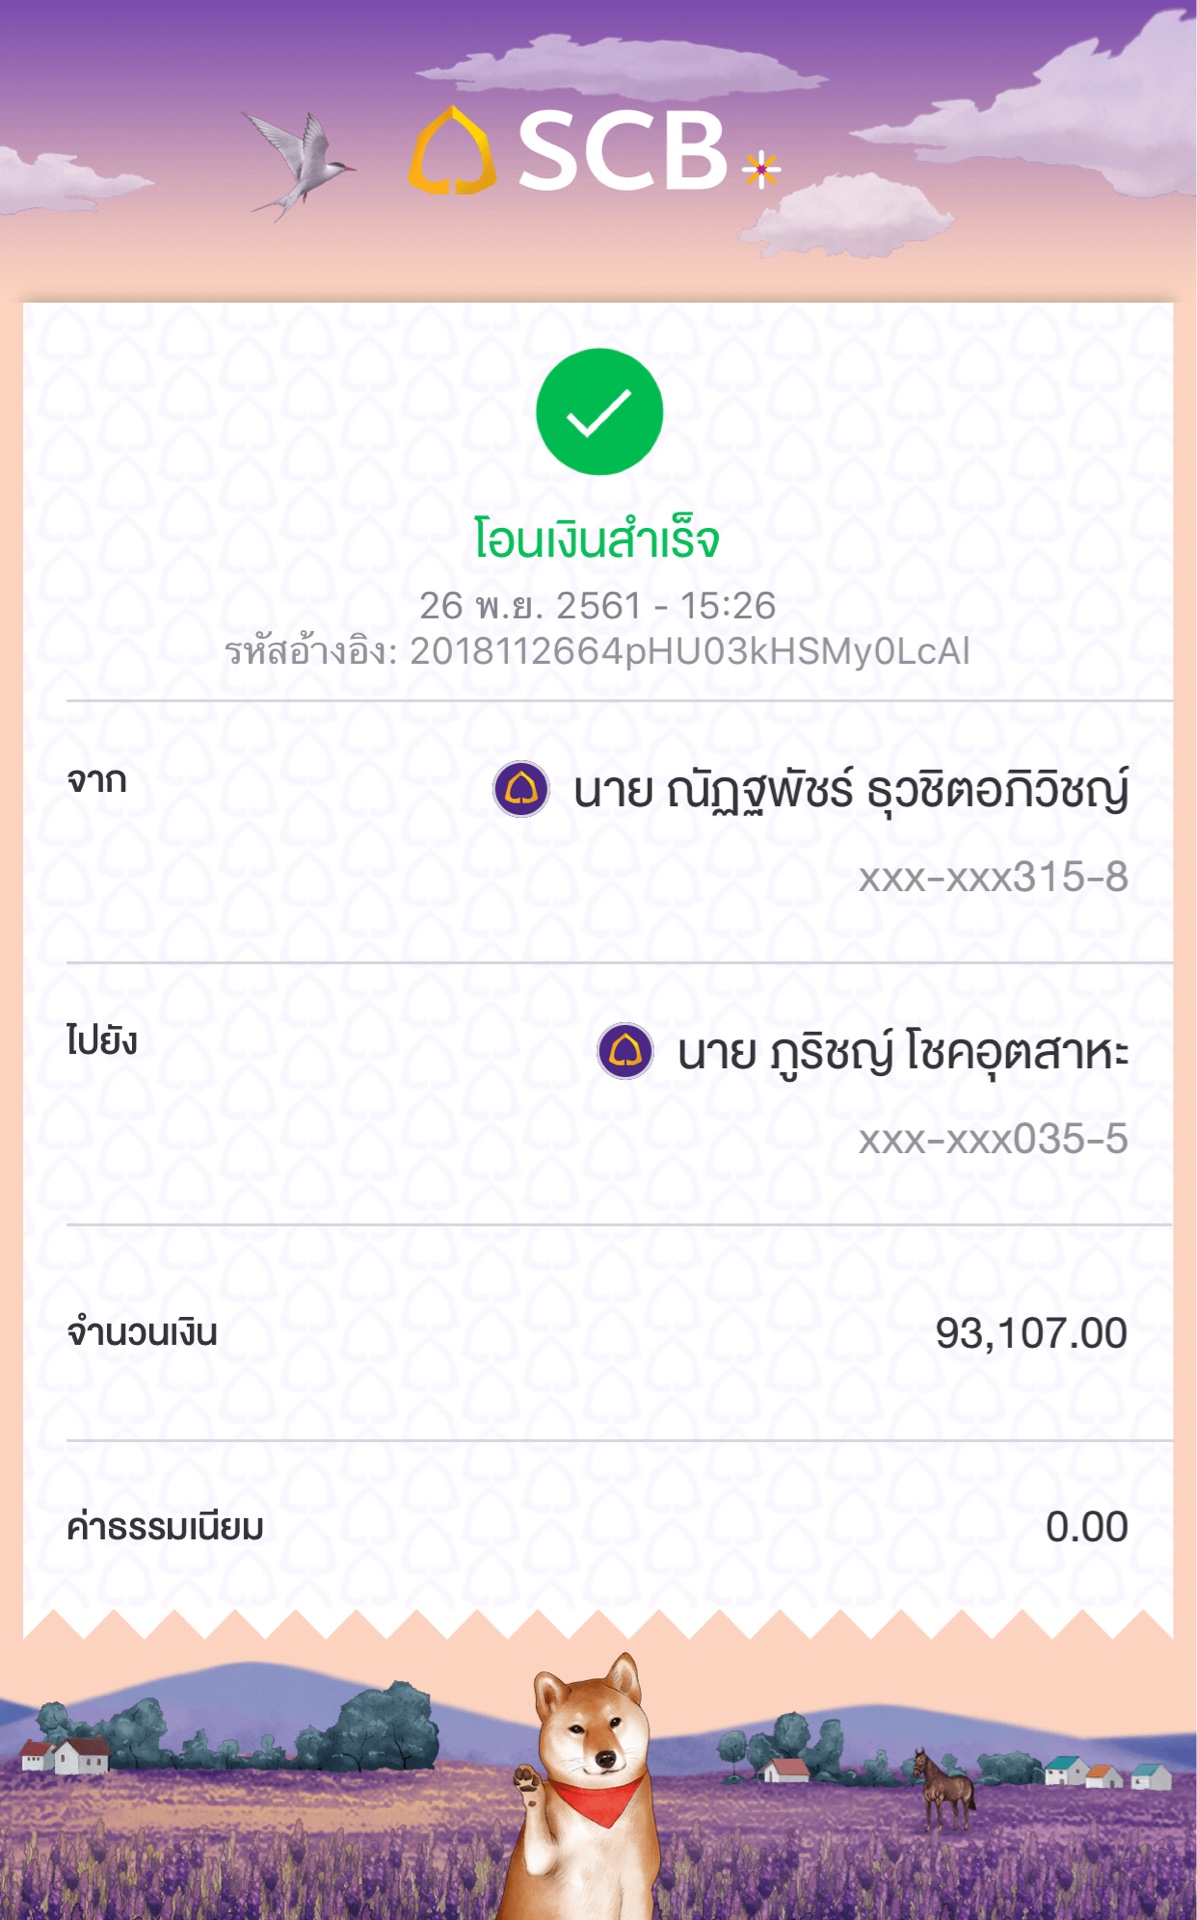 SCB
โอนเงินสำเร็จ
26 พ.ย. 2561 - 15:26
รหัสอ้างอิง: 2018112664pHU03kHSMy0LcAl
จาก
นาย ณัฏฐพัชร์ ธุวชิตอภิวิชญ์
xxx-xxx315-8
ไปยัง
นาย ภูริชญ์ โชคอุตสาหะ
xxx-xxx035-5
จำนวนเงิน 93,107.00
ค่าธรรมเนียม 0.00